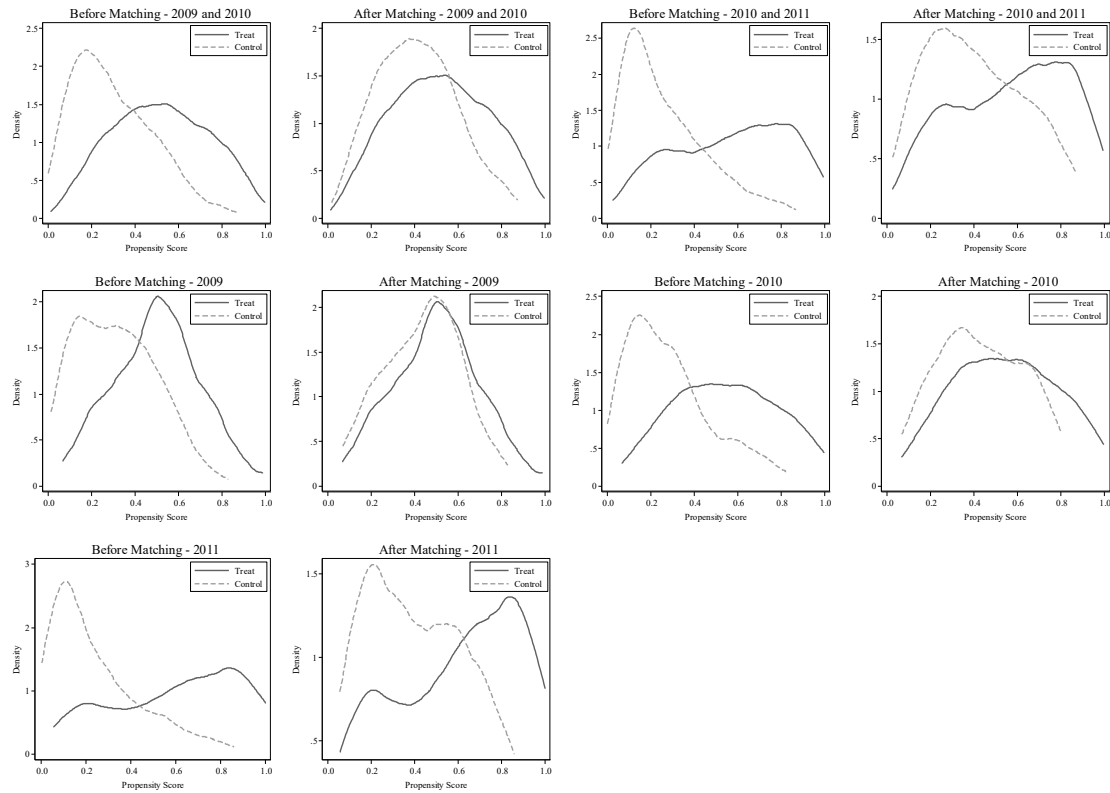 Before Matching - 2009 and 2010
Treat
Control
Density
2.5
2
1.5
1
.5
0
0.0 0.2 0.4 0.6 0.8 1.0
Propensity Score
After Matching - 2009 and 2010
Treat
Control
Density
2
1.5
1
.5
0
0.0 0.2 0.4 0.6 0.8 1.0
Propensity Score
Before Matching - 2010 and 2011
Treat
Control
Density
2.5
2
1.5
1
.5
0
0.0 0.2 0.4 0.6 0.8 1.0
Propensity Score
After Matching - 2010 and 2011
Treat
Control
Density
1.5
1
.5
0
0.0 0.2 0.4 0.6 0.8 1.0
Propensity Score
Before Matching - 2009
Treat
Control
Density
2
1.5
1
.5
0
0.0 0.2 0.4 0.6 0.8 1.0
Propensity Score
After Matching - 2009
Treat
Control
Density
2
1.5
1
.5
0
0.0 0.2 0.4 0.6 0.8 1.0
Propensity Score
Before Matching - 2010
Treat
Control
Density
2.5
2
1.5
1
.5
0
0.0 0.2 0.4 0.6 0.8 1.0
Propensity Score
After Matching - 2010
Treat
Control
Density
2
1.5
1
.5
0
0.0 0.2 0.4 0.6 0.8 1.0
Propensity Score
Before Matching - 2011
Treat
Control
Density
3
2
1
0
0.0 0.2 0.4 0.6 0.8 1.0
Propensity Score
After Matching - 2011
Treat
Control
Density
1.5
1
.5
0.0 0.2 0.4 0.6 0.8 1.0
Propensity Score